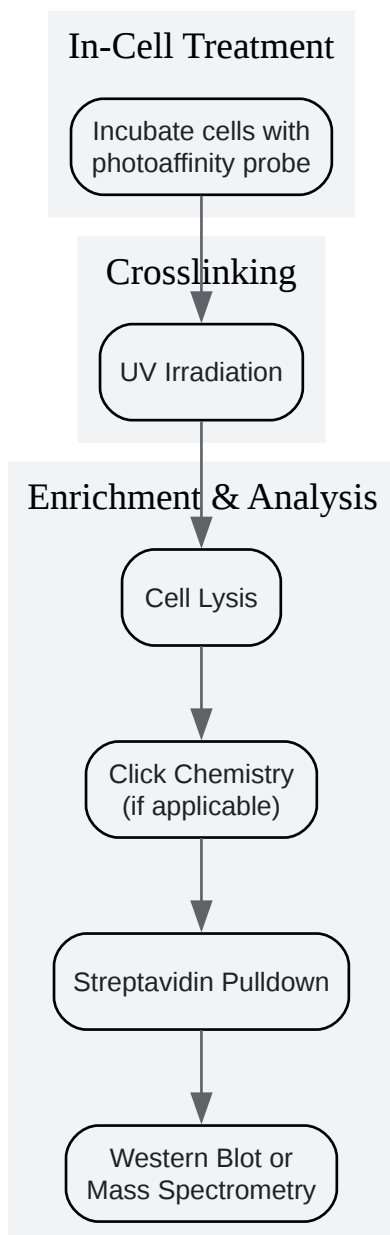 In-Cell Treatment
Incubate cells with
photoaffinity probe
Crosslinking
UV Irradiation
Enrichment & Analysis
Cell Lysis
Click Chemistry
(if applicable)
Streptavidin Pulldown
Western Blot or
Mass Spectrometry